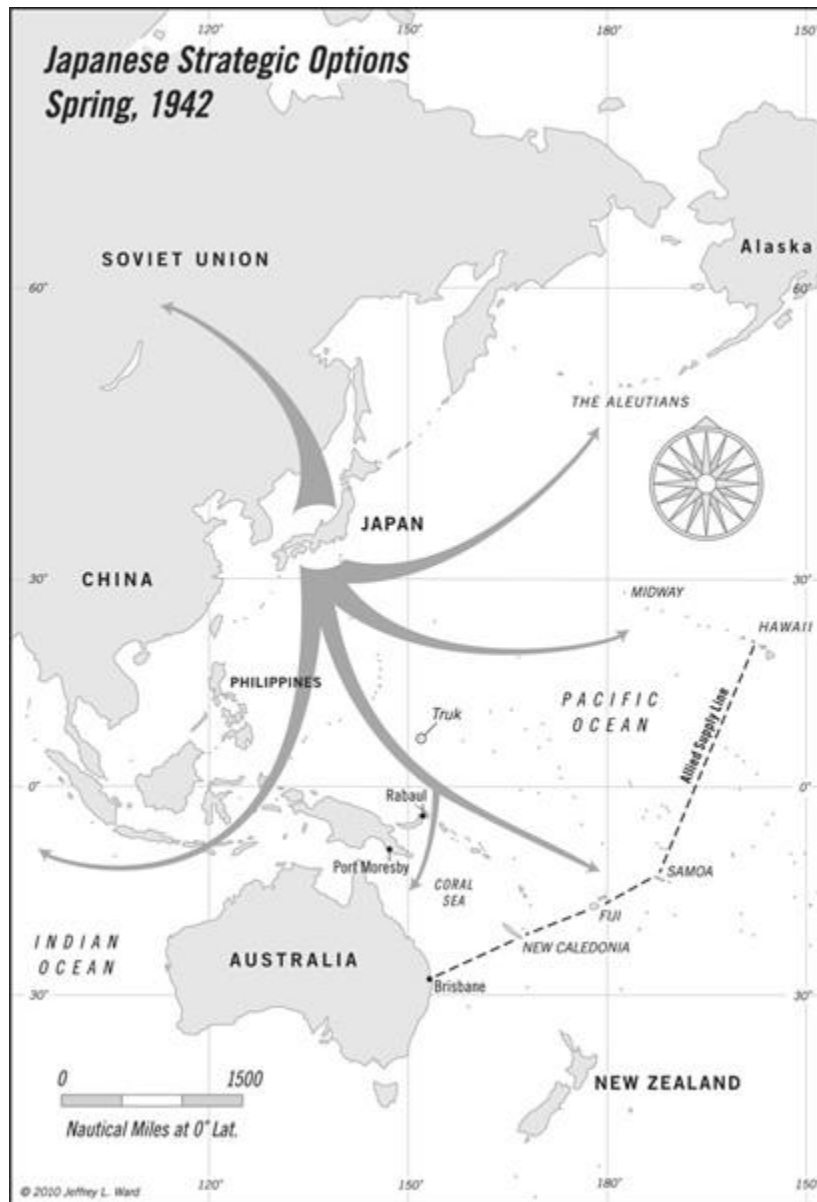 120°
150°
180°
150°
Japanese Strategic Options
Spring, 1942
Alaska
SOVIET UNION
60°
60°
THE ALEUTIANS
JAPAN
CHINA
30°
30°
MIDWAY
HAWAII
PHILIPPINES
PACIFIC
OCEAN
Truk
Allied Supply Line
0°
0°
Rabaul
Port Moresby
CORAL
SEA
SAMOA
FIJI
NEW CALEDONIA
INDIAN
OCEAN
AUSTRALIA
Brisbane
30°
30°
0
1500
Nautical Miles at 0° Lat.
NEW ZEALAND
© 2010 Jeffrey L. Ward
120°
150°
180°
150°